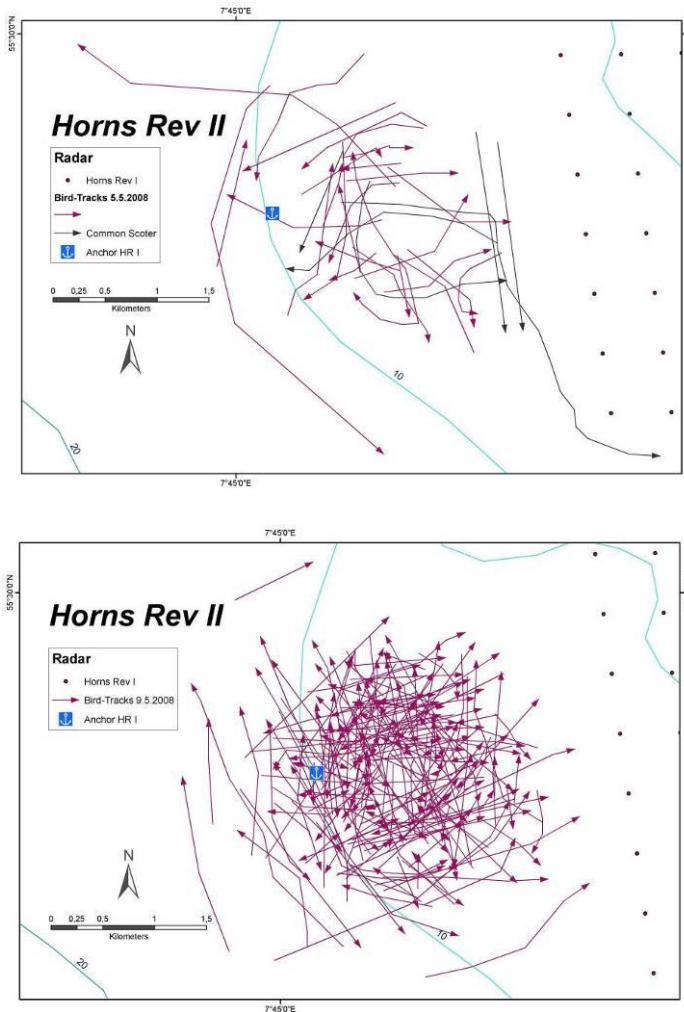 7°45'0"E
55°30'0"N
Horns Rev II
Radar
Horns Rev I
Bird-Tracks 5.5.2008
Common Scoter
Anchor HR I
0 0,25 0,5 1 1,5
Kilometers
N
10
20
7°45'0"E
7°45'0"E
55°30'0"N
Horns Rev II
Radar
Horns Rev I
Bird-Tracks 9.5.2008
Anchor HR I
0 0,25 0,5 1 1,5
Kilometers
N
10
20
7°45'0"E